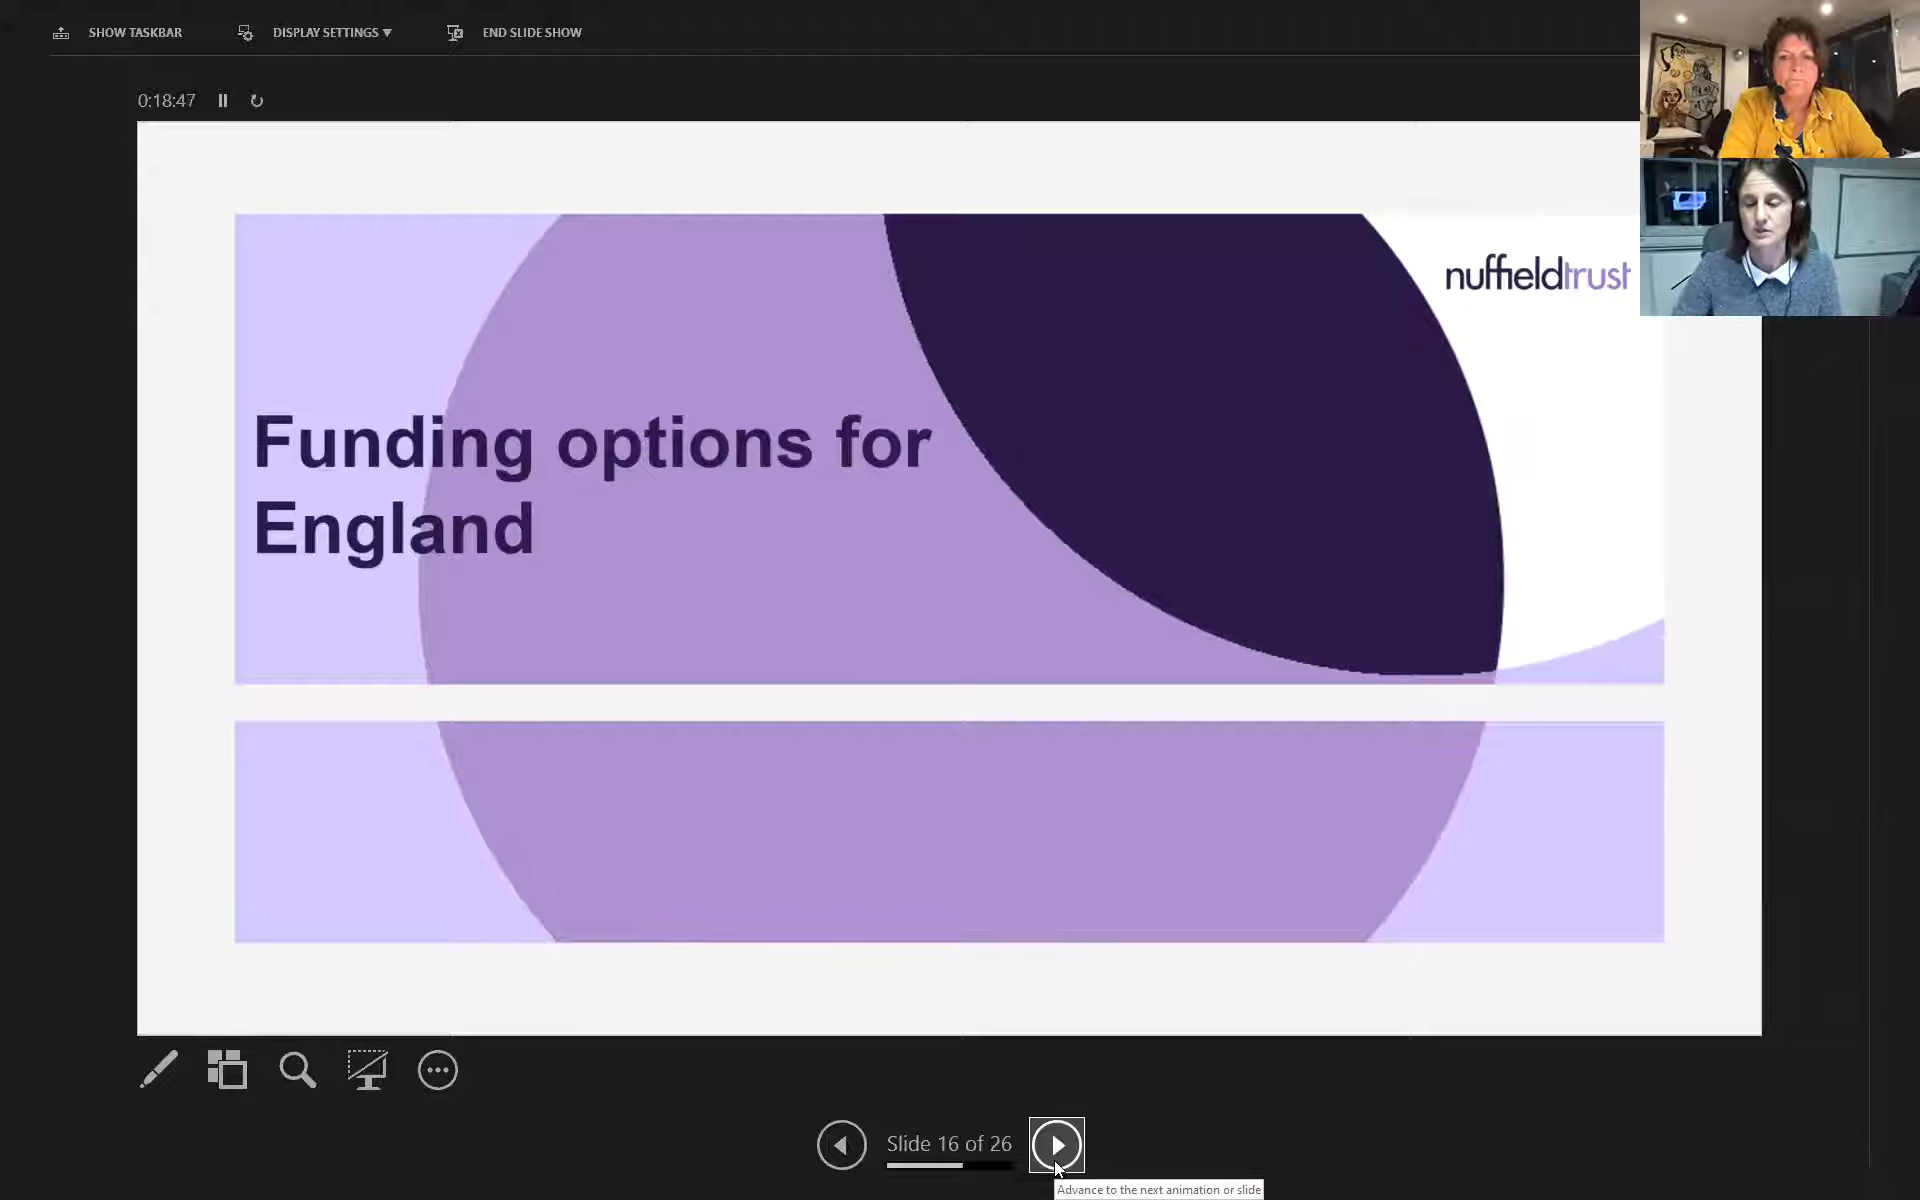 SHOW TASKBAR
DISPLAY SETTINGS ▼
END SLIDE SHOW
0:18:47
nuffieldtrust
Funding options for
England
Slide 16 of 26
Advance to the next animation or slide